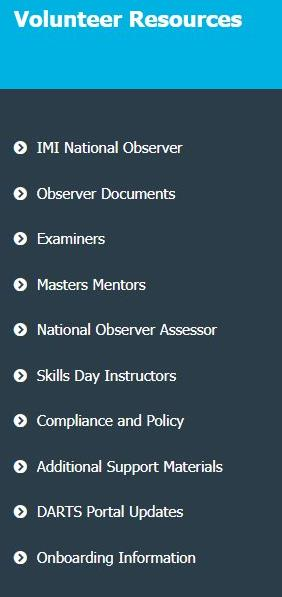 Volunteer Resources
IMI National Observer
Observer Documents
Examiners
Masters Mentors
National Observer Assessor
Skills Day Instructors
Compliance and Policy
Additional Support Materials
DARTS Portal Updates
Onboarding Information